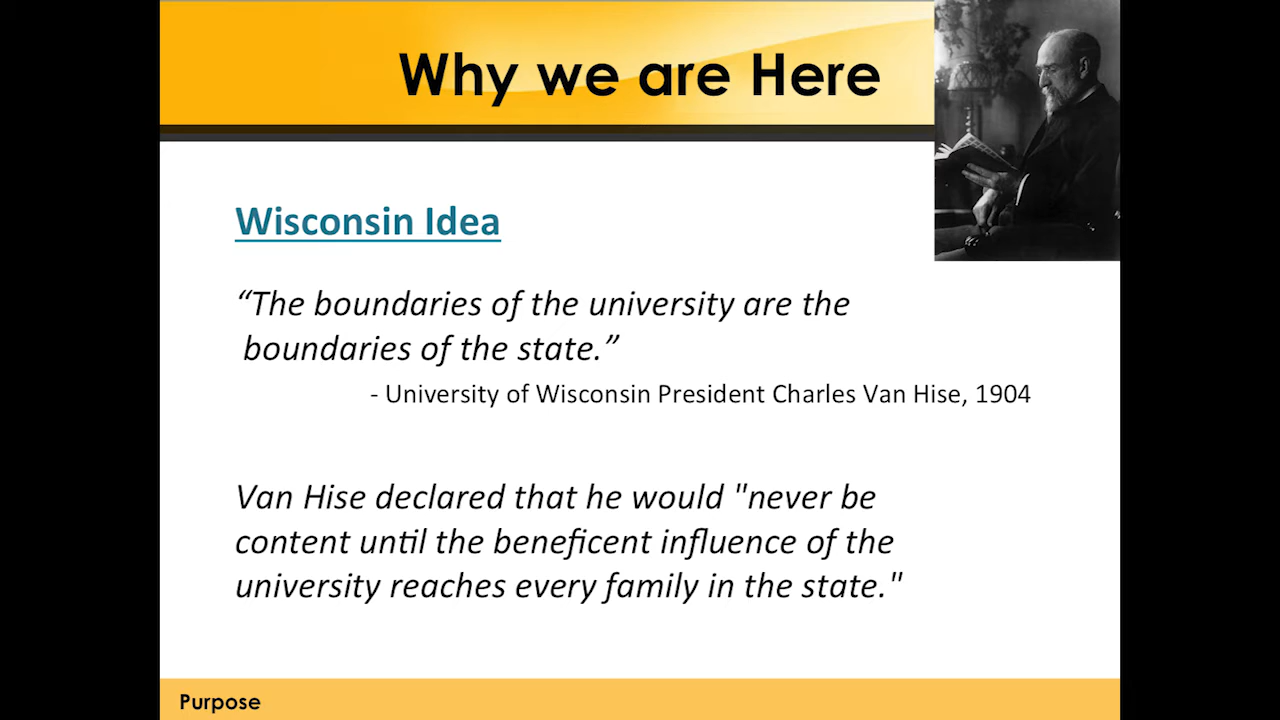 Why we are Here
Wisconsin Idea
“The boundaries of the university are the
boundaries of the state.”
- University of Wisconsin President Charles Van Hise, 1904
Van Hise declared that he would "never be
content until the beneficent influence of the
university reaches every family in the state."
Purpose